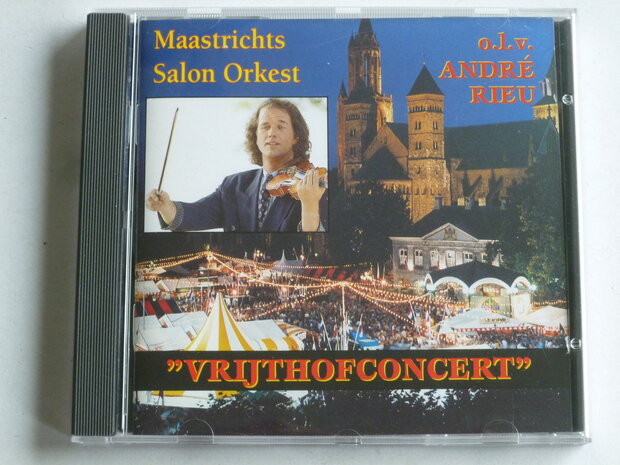 Maastrichts
Salon Orkest
o.l.v.
ANDRÉ
RIEU
”VRIJTHOFCONCERT”